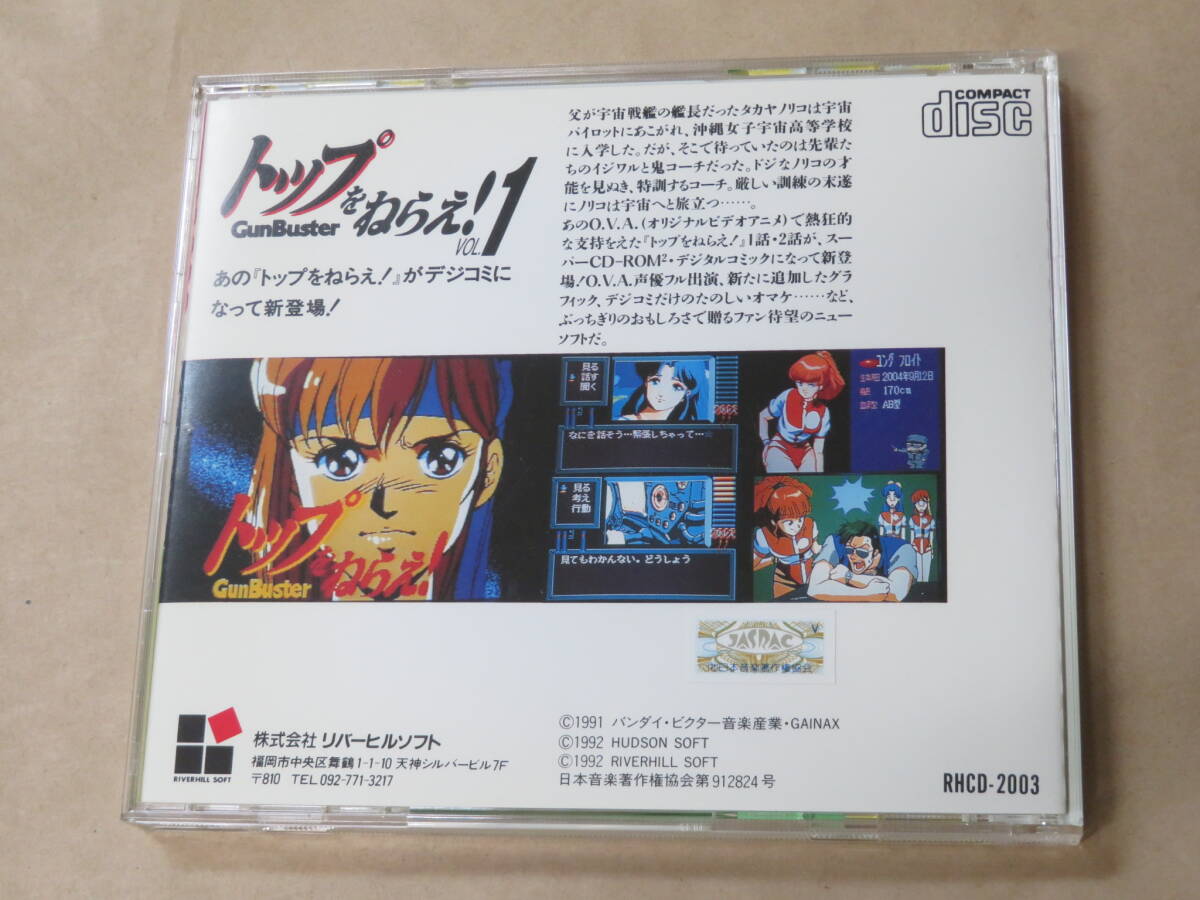 トップをねらえ!
GunBuster
VOL.1
あの『トップをねらえ!』がデジコミに
なって新登場!
父が宇宙戦艦の艦長だったタカヤノリコは宇宙
パイロットにあこがれ、沖縄女子宇宙高等学校
に入学した。だが、そこで待っていたのは先輩た
ちのイジワルと鬼コーチだった。ドジなノリコの才
能を見ぬき、特訓するコーチ。厳しい訓練の末遂
にノリコは宇宙へと旅立つ……。
あのO.V.A.(オリジナルビデオアニメ)で熱狂的
な支持をえた『トップをねらえ!』1話・2話が、スー
パーCD-ROM²・デジタルコミックになって新登
場!O.V.A.声優フル出演、新たに追加したグラ
フィック、デジコミだけのたのしいオマケ……など、
ぶっちぎりのおもしろさで贈るファン待望のニュー
ソフトだ。
COMPACT
disc
トップをねらえ!
GunBuster
見る
話す
聞く
なにを話そう…緊張しちゃって…
見る
考え
行動
見てもわかんない。どうしょう
ユング フロイト
2004年9月12日
170cm
AB型
JASRAC
V
日本音楽著作権協会
RIVERHILL SOFT
株式会社 リバーヒルソフト
福岡市中央区舞鶴1-1-10 天神シルバービル7F
〒810 TEL.092-771-3217
©1991 バンダイ・ビクター音楽産業・GAINAX
©1992 HUDSON SOFT
©1992 RIVERHILL SOFT
日本音楽著作権協会第912824号
RHCD-2003